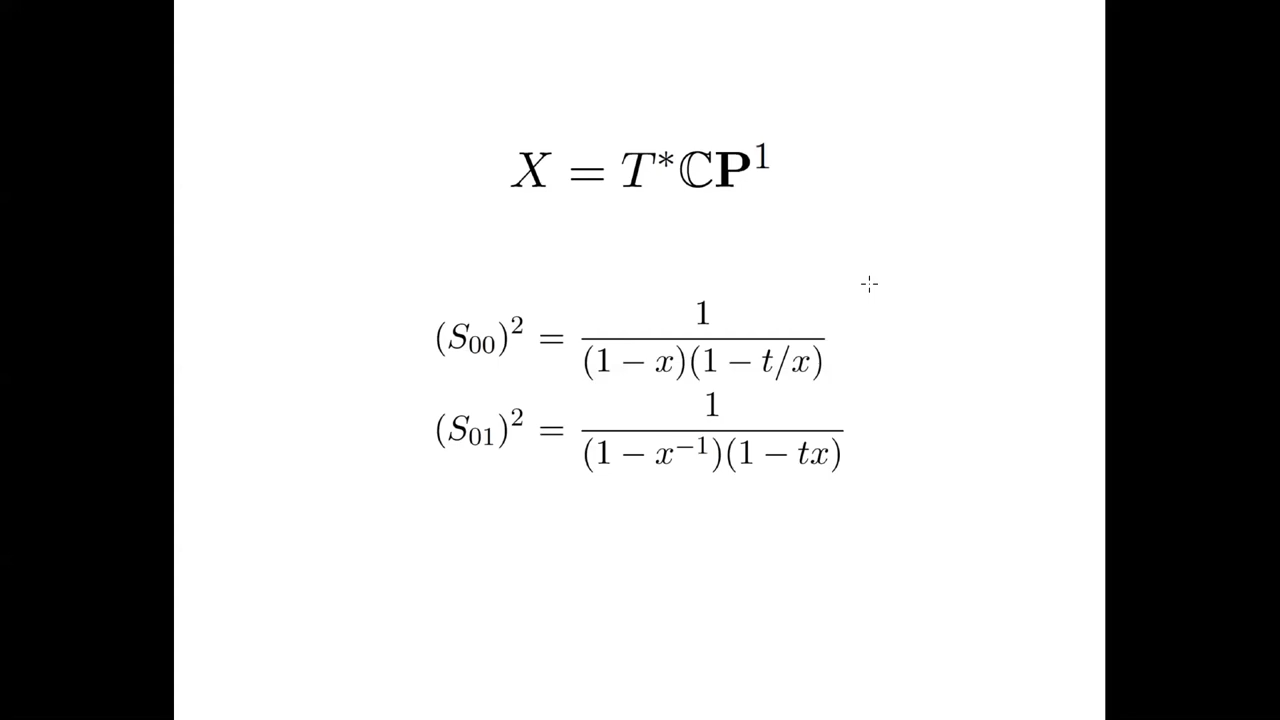 $X = T^*\mathbb{C}\mathbf{P}^1$
$(S_{00})^2 = \frac{1}{(1-x)(1-t/x)}$
$(S_{01})^2 = \frac{1}{(1-x^{-1})(1-tx)}$